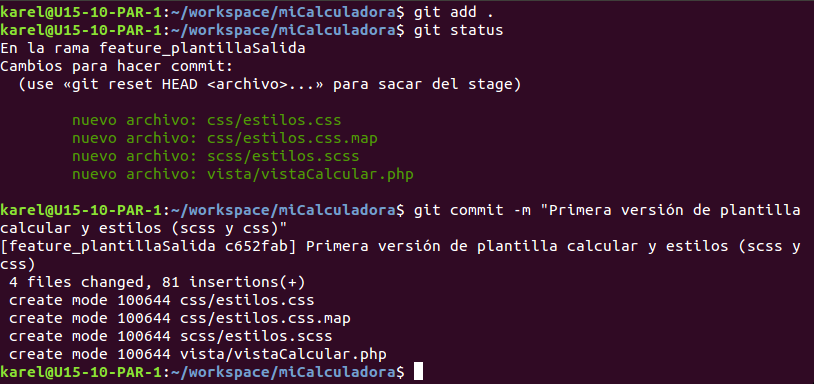 karel@U15-10-PAR-1:~/workspace/miCalculadora$ git add .
karel@U15-10-PAR-1:~/workspace/miCalculadora$ git status
En la rama feature_plantillaSalida
Cambios para hacer commit:
  (use «git reset HEAD <archivo>...» para sacar del stage)
        nuevo archivo: css/estilos.css
        nuevo archivo: css/estilos.css.map
        nuevo archivo: scss/estilos.scss
        nuevo archivo: vista/vistaCalcular.php
karel@U15-10-PAR-1:~/workspace/miCalculadora$ git commit -m "Primera versión de plantilla
calcular y estilos (scss y css)"
[feature_plantillaSalida c652fab] Primera versión de plantilla calcular y estilos (scss y
css)
 4 files changed, 81 insertions(+)
 create mode 100644 css/estilos.css
 create mode 100644 css/estilos.css.map
 create mode 100644 scss/estilos.scss
 create mode 100644 vista/vistaCalcular.php
karel@U15-10-PAR-1:~/workspace/miCalculadora$